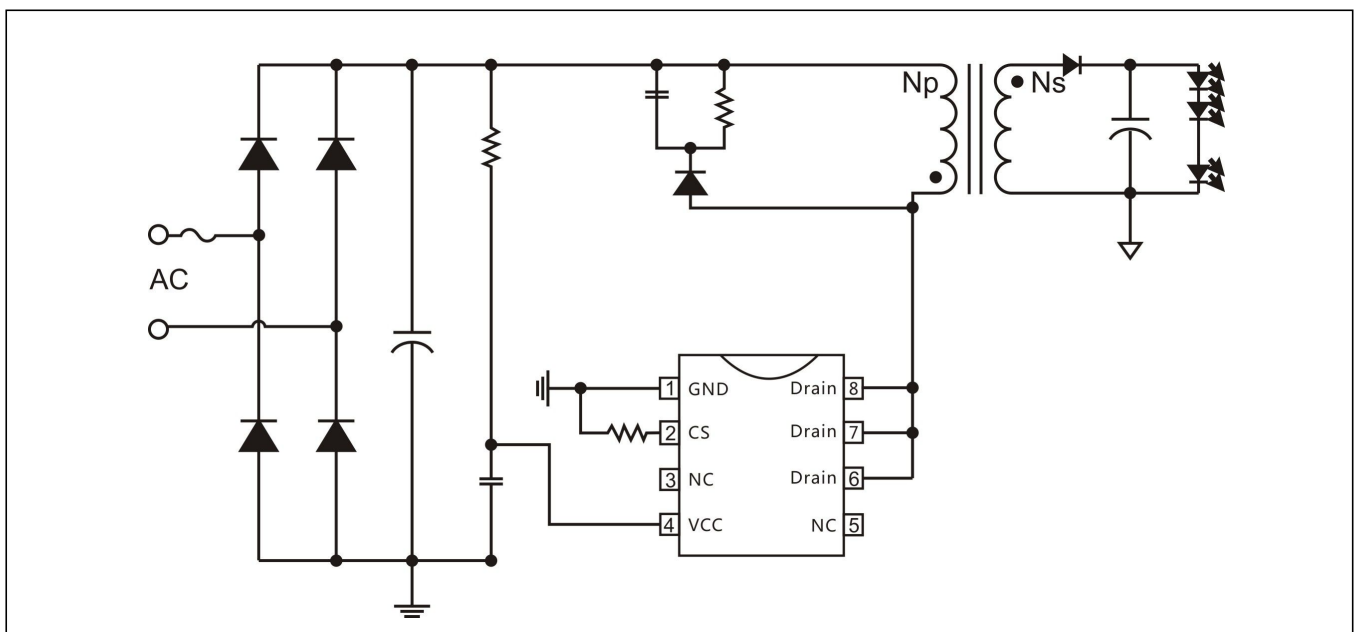 Np
Ns
AC
1 GND
Drain 8
2 CS
Drain 7
3 NC
Drain 6
4 VCC
NC 5